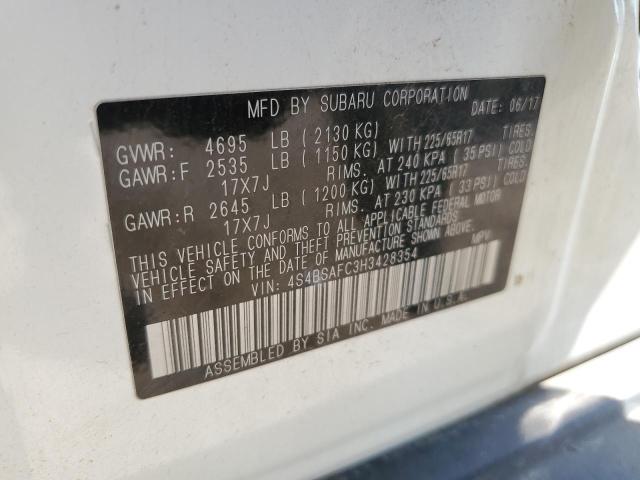 MFD BY SUBARU CORPORATION DATE: 06/17
GVWR: 4695 LB (2130 KG)
GAWR:F 2535 LB (1150 KG) WITH 225/65R17 TIRES.
17X7J RIMS. AT 240 KPA (35 PSI) COLD
GAWR:R 2645 LB (1200 KG) WITH 225/65R17 TIRES.
17X7J RIMS. AT 230 KPA (33 PSI) COLD
THIS VEHICLE CONFORMS TO ALL APPLICABLE FEDERAL MOTOR
VEHICLE SAFETY AND THEFT PREVENTION STANDARDS
IN EFFECT ON THE DATE OF MANUFACTURE SHOWN ABOVE.
VIN: 4S4BSAFC3H3428354 MPV
ASSEMBLED BY SIA INC. MADE IN U.S.A.